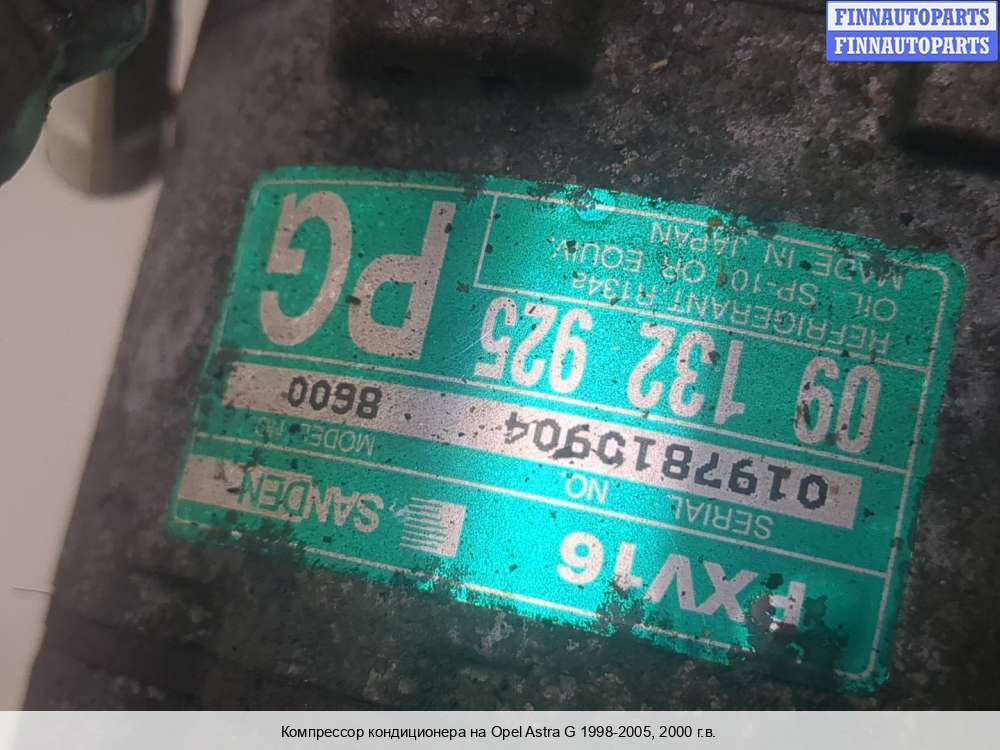 FINNAUTOPARTS
FINNAUTOPARTS
PXV16 SANDEN
SERIAL NO. MODEL NO.
8600
09 132 925 PG
REFRIGERANT R134a
OIL: SP-10 OR EQUIV.
MADE IN JAPAN
Компрессор кондиционера на Opel Astra G 1998-2005, 2000 г.в.